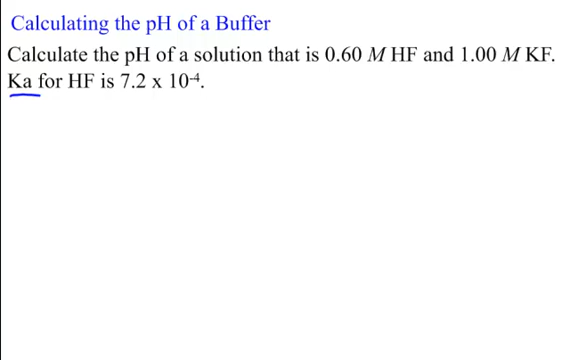 Calculating the pH of a Buffer
Calculate the pH of a solution that is 0.60 M HF and 1.00 M KF.
Ka for HF is 7.2 x 10⁻⁴.